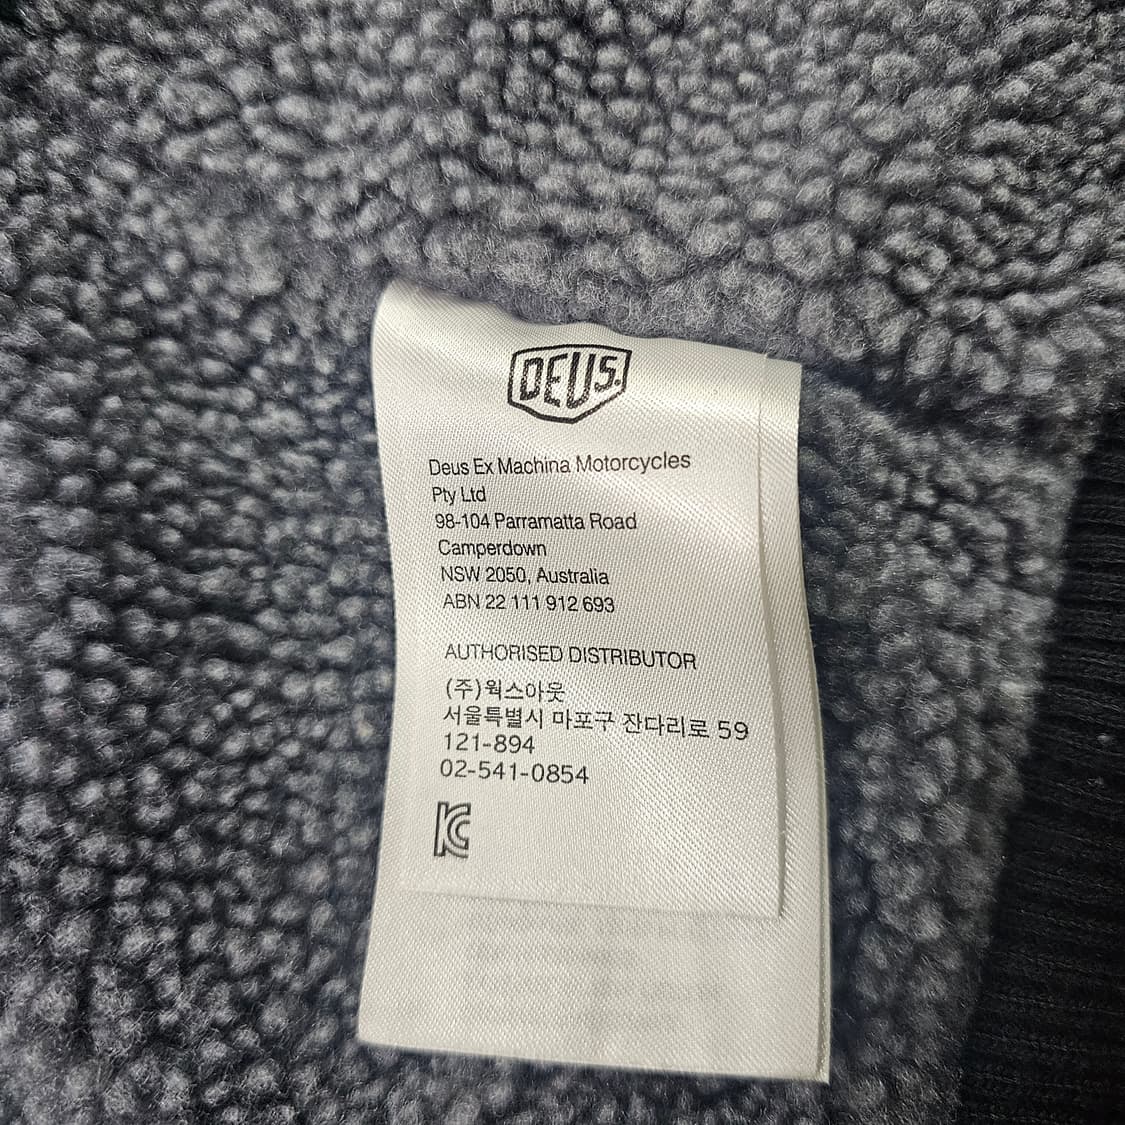 DEUS.
Deus Ex Machina Motorcycles
Pty Ltd
98-104 Parramatta Road
Camperdown
NSW 2050, Australia
ABN 22 111 912 693
AUTHORISED DISTRIBUTOR
(주)웍스아웃
서울특별시 마포구 잔다리로 59
121-894
02-541-0854
KC